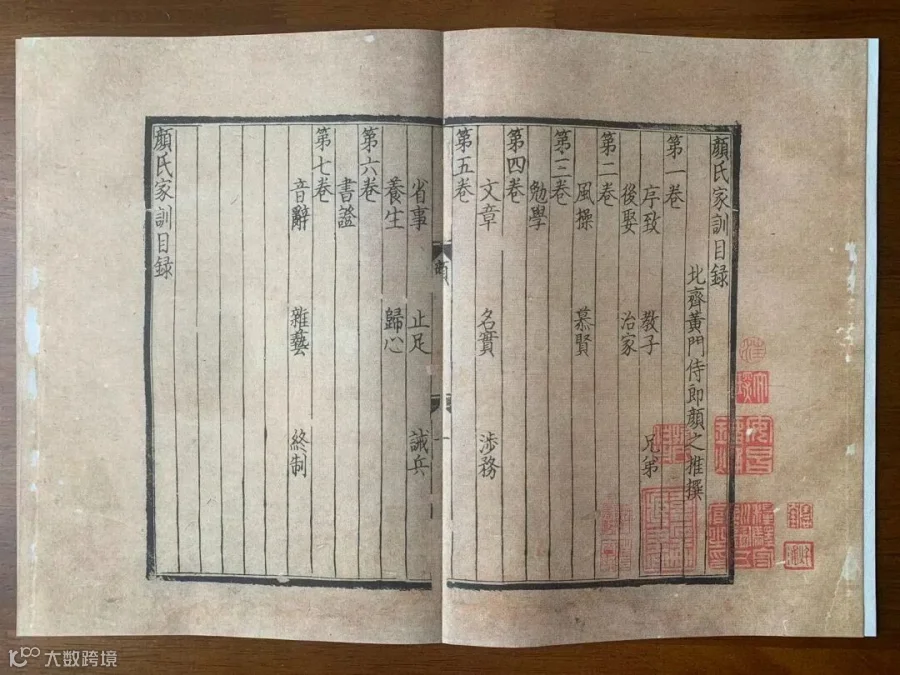 顏氏家訓目録
北齊黃門侍郎顏之推撰
第一卷
序致 教子 兄弟
後娶 治家
第二卷
風操 慕賢
第三卷
勉學
第四卷
文章 名實 涉務
第五卷
省事 止足 誡兵
養生 歸心
第六卷
書證
第七卷
音辭 雜藝 終制
顏氏家訓目録
大数跨境